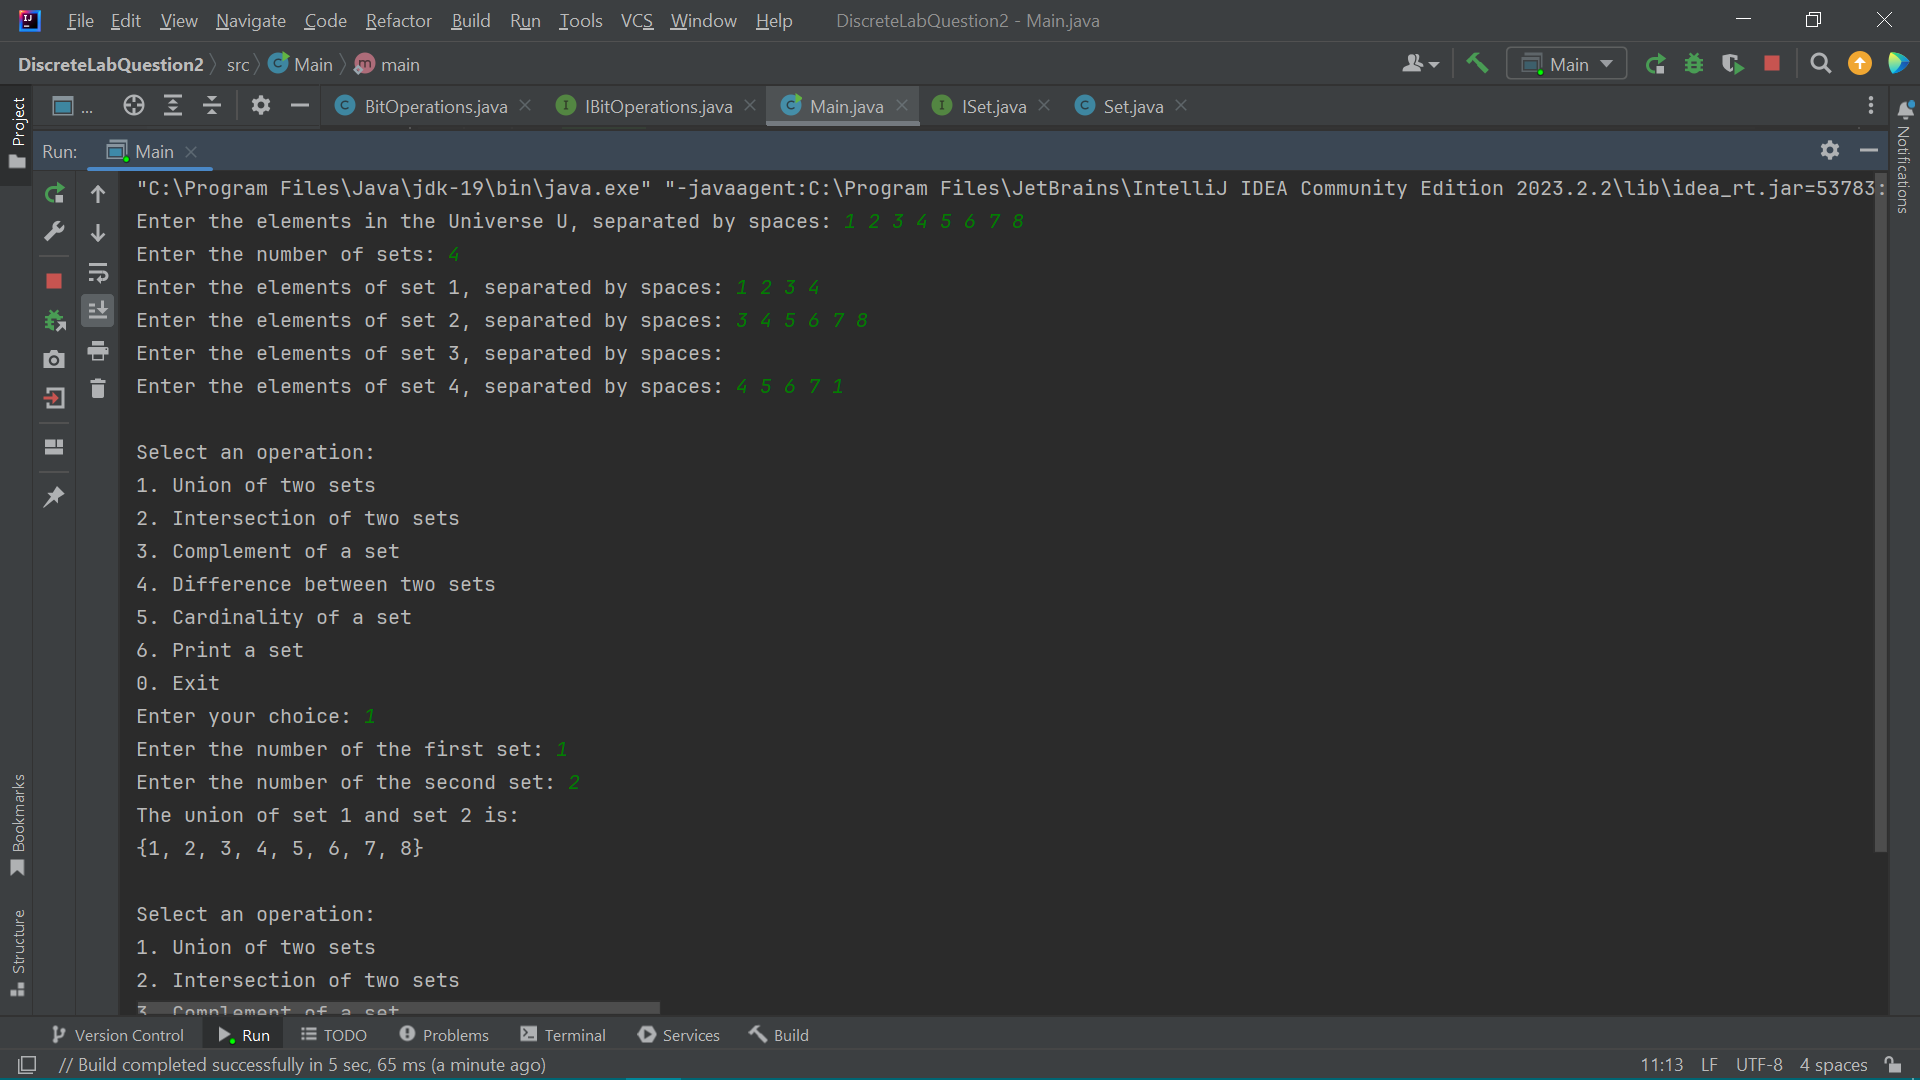 File Edit View Navigate Code Refactor Build Run Tools VCS Window Help DiscreteLabQuestion2 - Main.java
DiscreteLabQuestion2 src Main main Main
Project
... BitOperations.java IBitOperations.java Main.java ISet.java Set.java
Notifications
Run: Main
"C:\Program Files\Java\jdk-19\bin\java.exe" "-javaagent:C:\Program Files\JetBrains\IntelliJ IDEA Community Edition 2023.2.2\lib\idea_rt.jar=53783:
Enter the elements in the Universe U, separated by spaces: 1 2 3 4 5 6 7 8
Enter the number of sets: 4
Enter the elements of set 1, separated by spaces: 1 2 3 4
Enter the elements of set 2, separated by spaces: 3 4 5 6 7 8
Enter the elements of set 3, separated by spaces:
Enter the elements of set 4, separated by spaces: 4 5 6 7 1
Select an operation:
1. Union of two sets
2. Intersection of two sets
3. Complement of a set
4. Difference between two sets
5. Cardinality of a set
6. Print a set
0. Exit
Enter your choice: 1
Enter the number of the first set: 1
Enter the number of the second set: 2
The union of set 1 and set 2 is:
{1, 2, 3, 4, 5, 6, 7, 8}
Select an operation:
1. Union of two sets
2. Intersection of two sets
3. Complement of a set
Bookmarks
Structure
Version Control Run TODO Problems Terminal Services Build
// Build completed successfully in 5 sec, 65 ms (a minute ago) 11:13 LF UTF-8 4 spaces